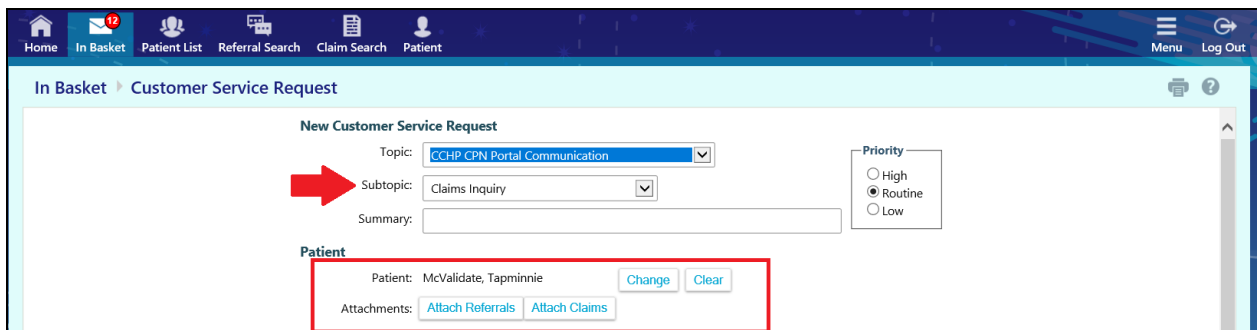 12
Home In Basket Patient List Referral Search Claim Search Patient Menu Log Out
In Basket Customer Service Request
New Customer Service Request
Topic: CCHP CPN Portal Communication
Priority
High
Subtopic: Claims Inquiry
Routine
Low
Summary:
Patient
Patient: McValidate, Tapminnie Change Clear
Attachments: Attach Referrals Attach Claims